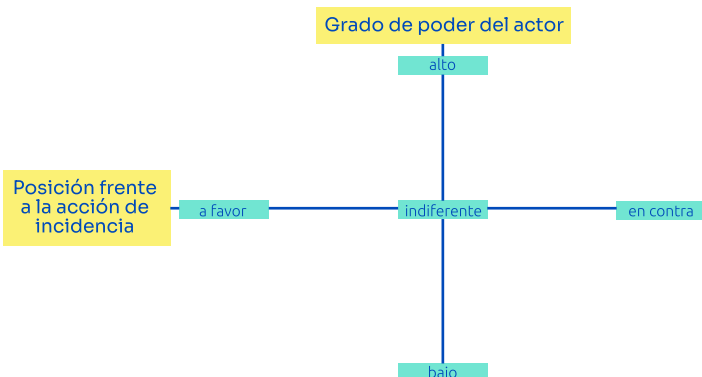 Grado de poder del actor
alto
Posición frente
a la acción de
incidencia
a favor
indiferente
en contra
bajo